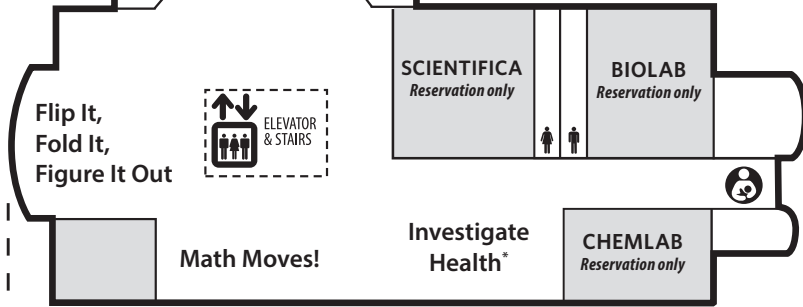 SCIENTIFICA
Reservation only
BIOLAB
Reservation only
Flip It,
Fold It,
Figure It Out
ELEVATOR
& STAIRS
Math Moves!
Investigate
Health*
CHEMLAB
Reservation only